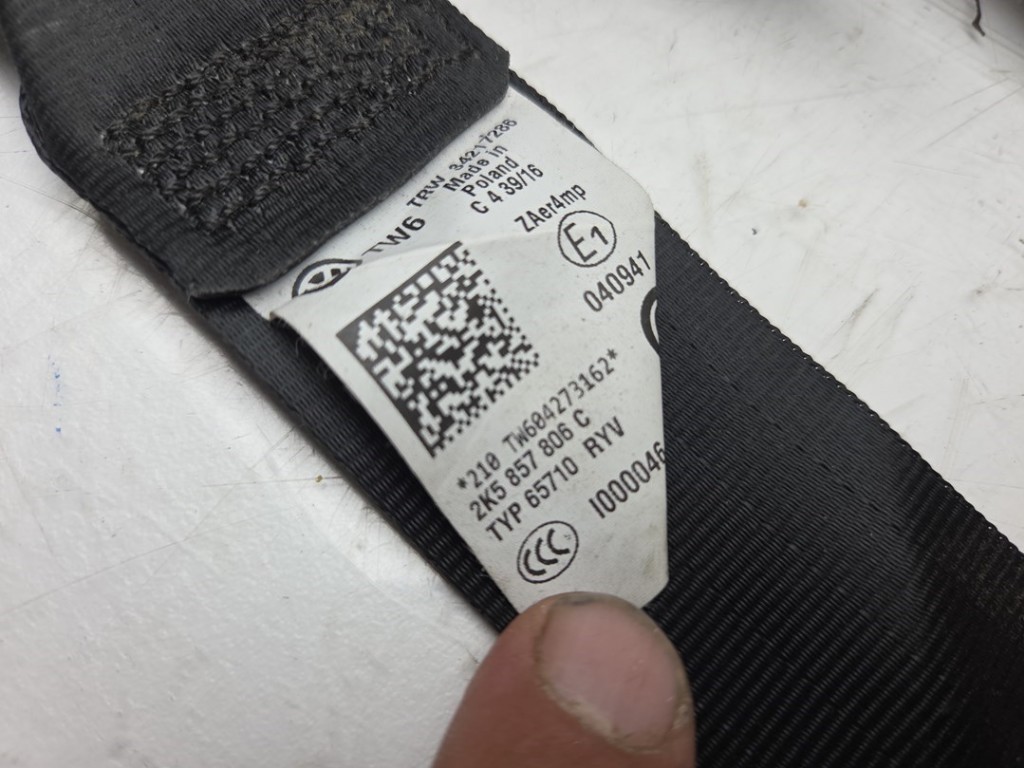 TRW 34217286
Made in
Poland
C 4 39/16
TW6
ZAer4mp
E1
040941
*210 TW604273162*
2K5 857 806 C
TYP 65710 RYV
I000046
CCC